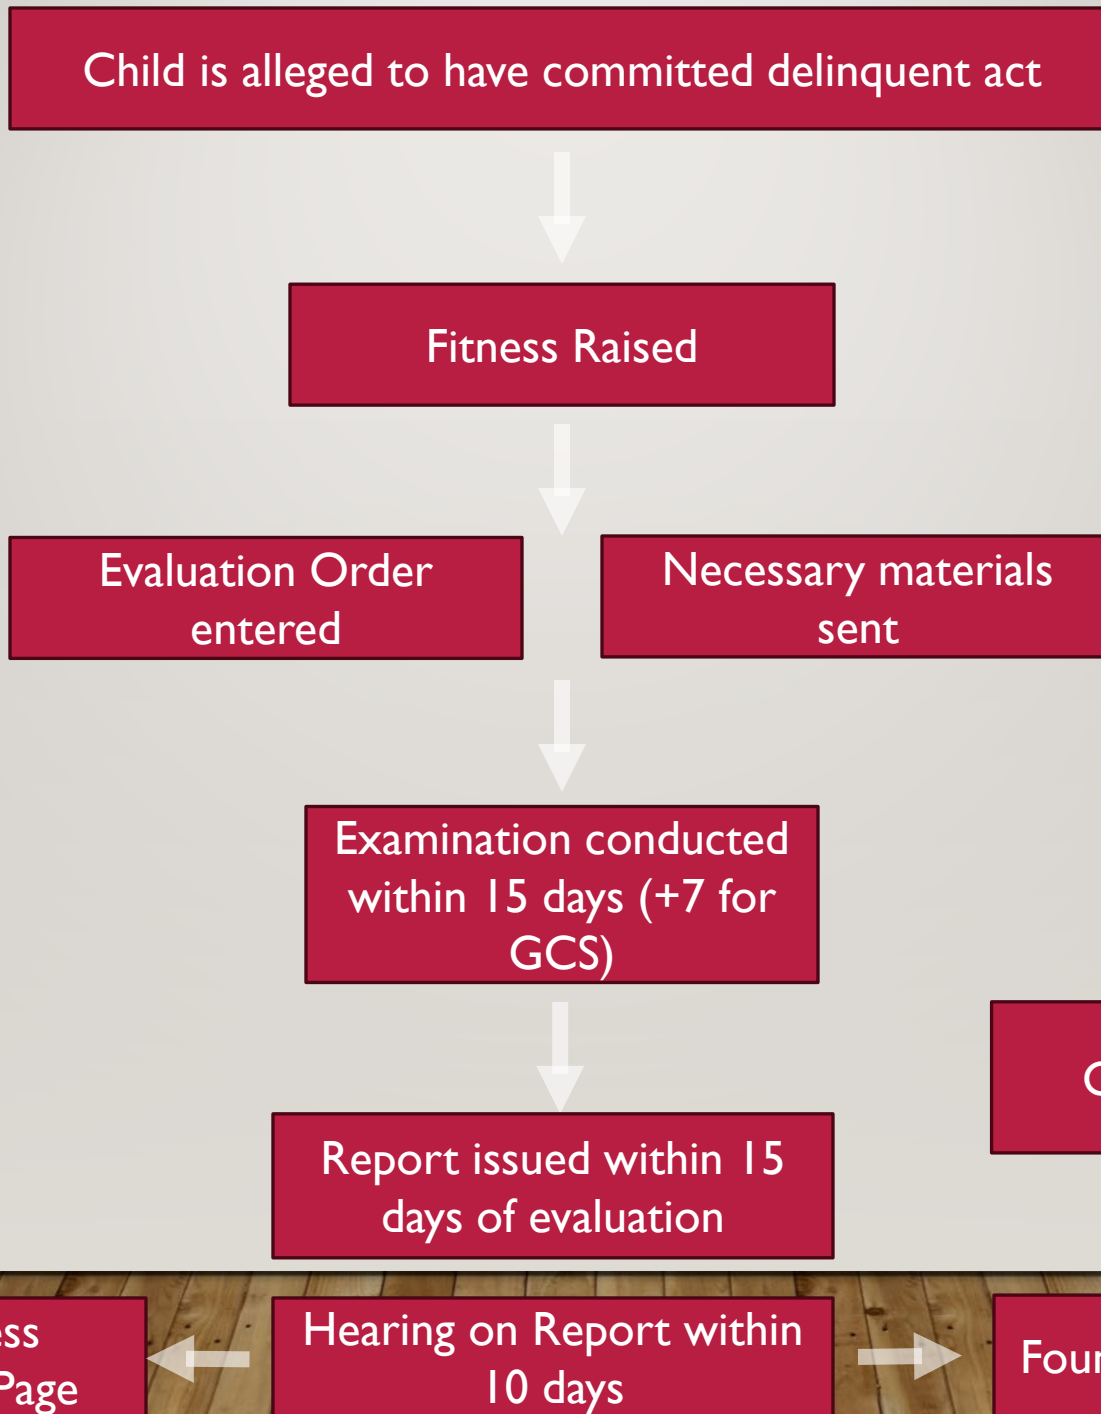 Child is alleged to have committed delinquent act
Fitness Raised
Evaluation Order
entered
Necessary materials
sent
Examination conducted
within 15 days (+7 for
GCS)
Report issued within 15
days of evaluation
Hearing on Report within
10 days
Page